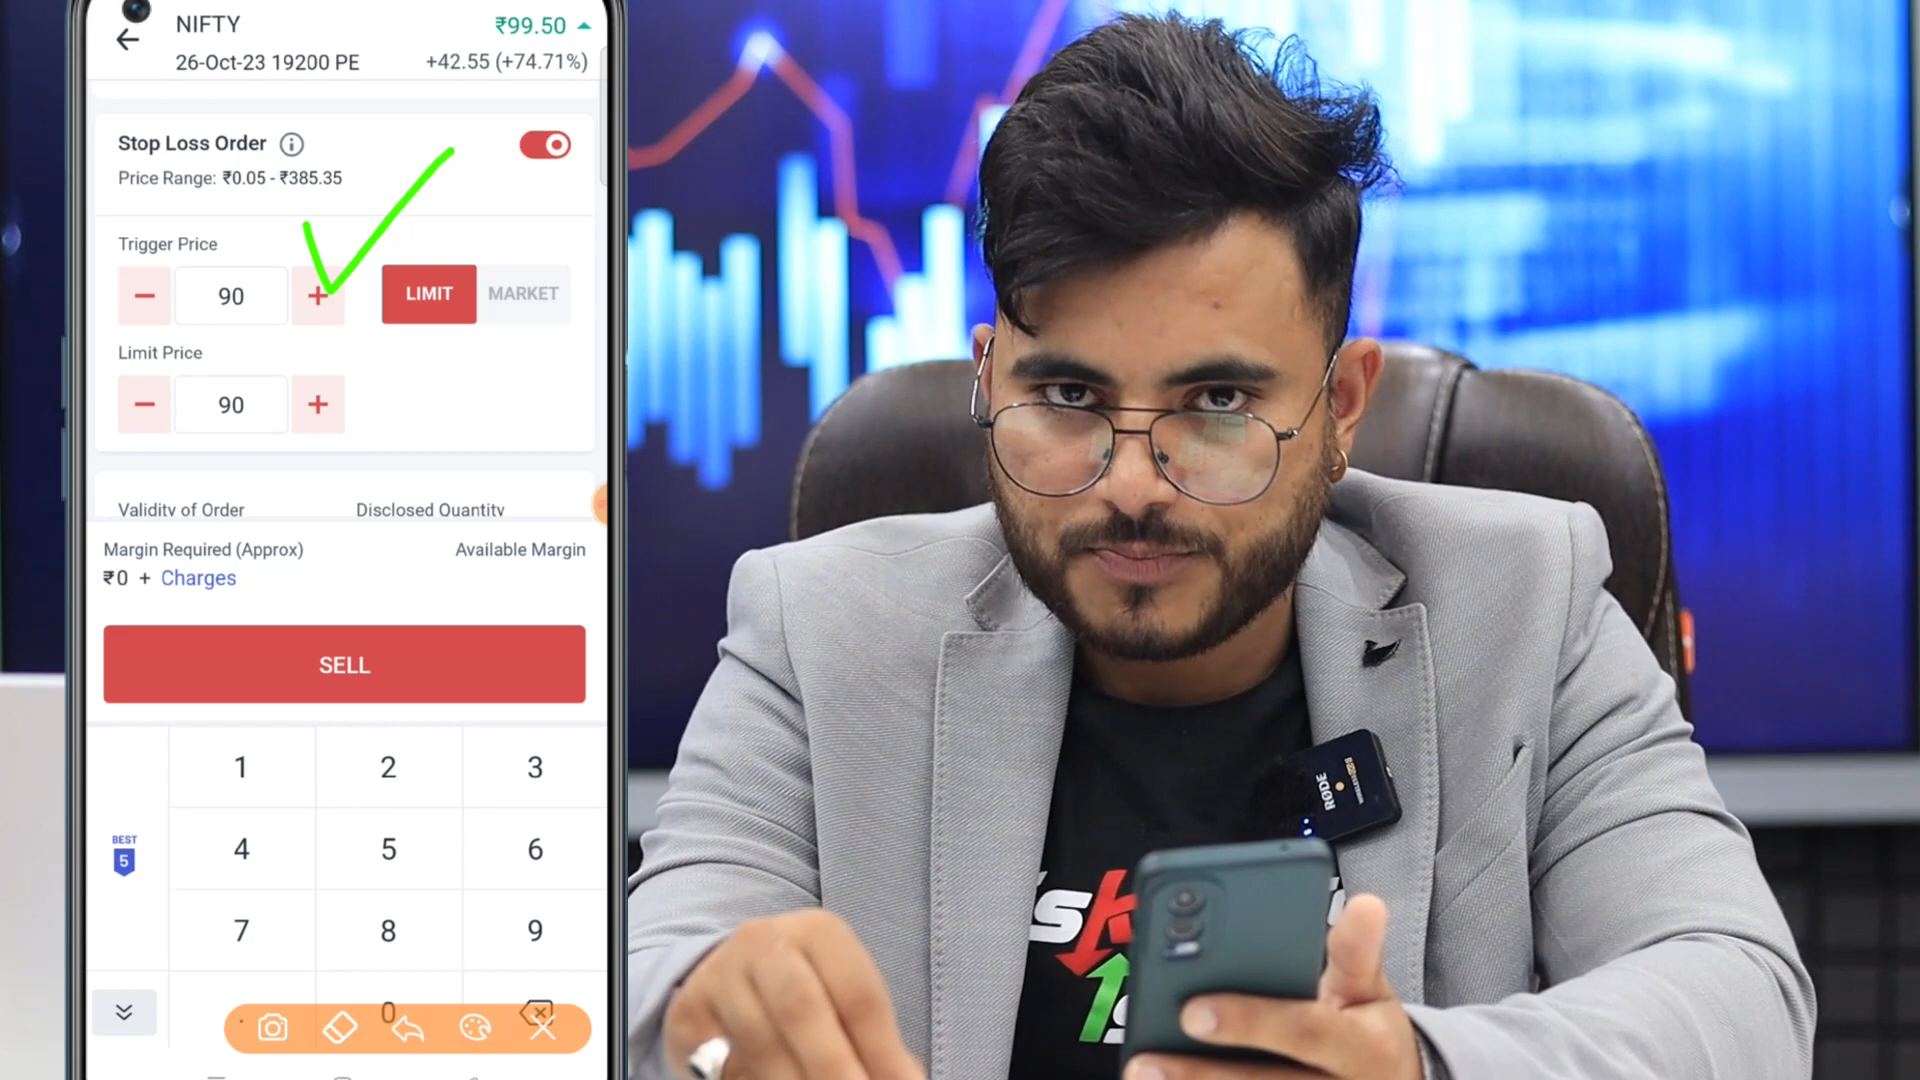 NIFTY
₹99.50
26-Oct-23 19200 PE
+42.55 (+74.71%)
Stop Loss Order
Price Range: ₹0.05 - ₹385.35
Trigger Price
− 90 +
LIMIT MARKET
Limit Price
− 90 +
Validity of Order
Disclosed Quantity
Margin Required (Approx)
Available Margin
₹0 + Charges
SELL
1 2 3
4 5 6
BEST
5
7 8 9
. 0
RØDE